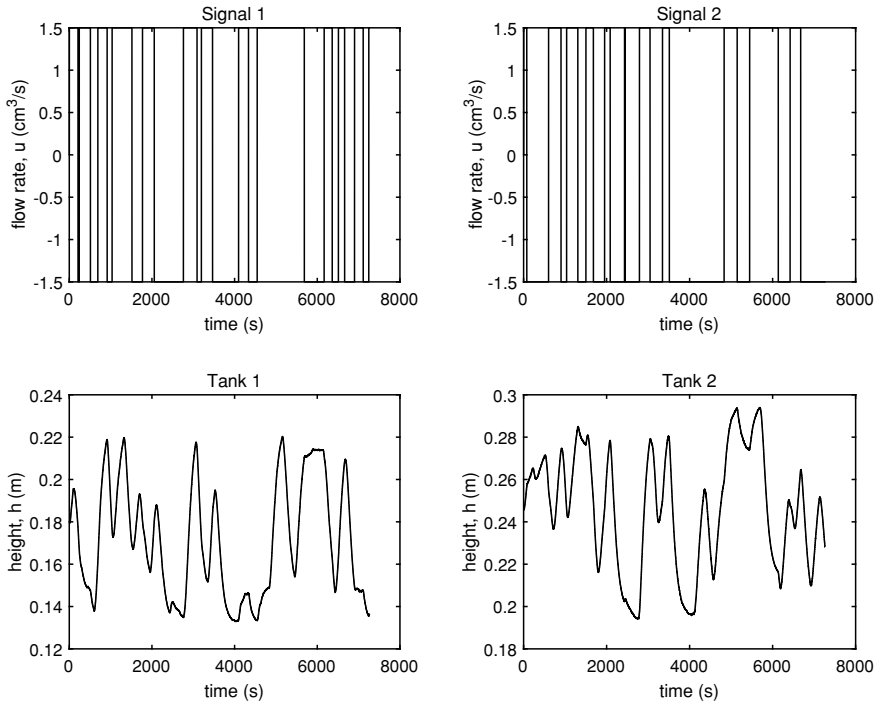 Signal 1
1.5
1
0.5
0
-0.5
-1
-1.5
flow rate, u (cm³/s)
0 2000 4000 6000 8000
time (s)
Signal 2
1.5
1
0.5
0
-0.5
-1
-1.5
flow rate, u (cm³/s)
0 2000 4000 6000 8000
time (s)
Tank 1
0.24
0.22
0.2
0.18
0.16
0.14
0.12
height, h (m)
0 2000 4000 6000 8000
time (s)
Tank 2
0.3
0.28
0.26
0.24
0.22
0.2
0.18
height, h (m)
0 2000 4000 6000 8000
time (s)